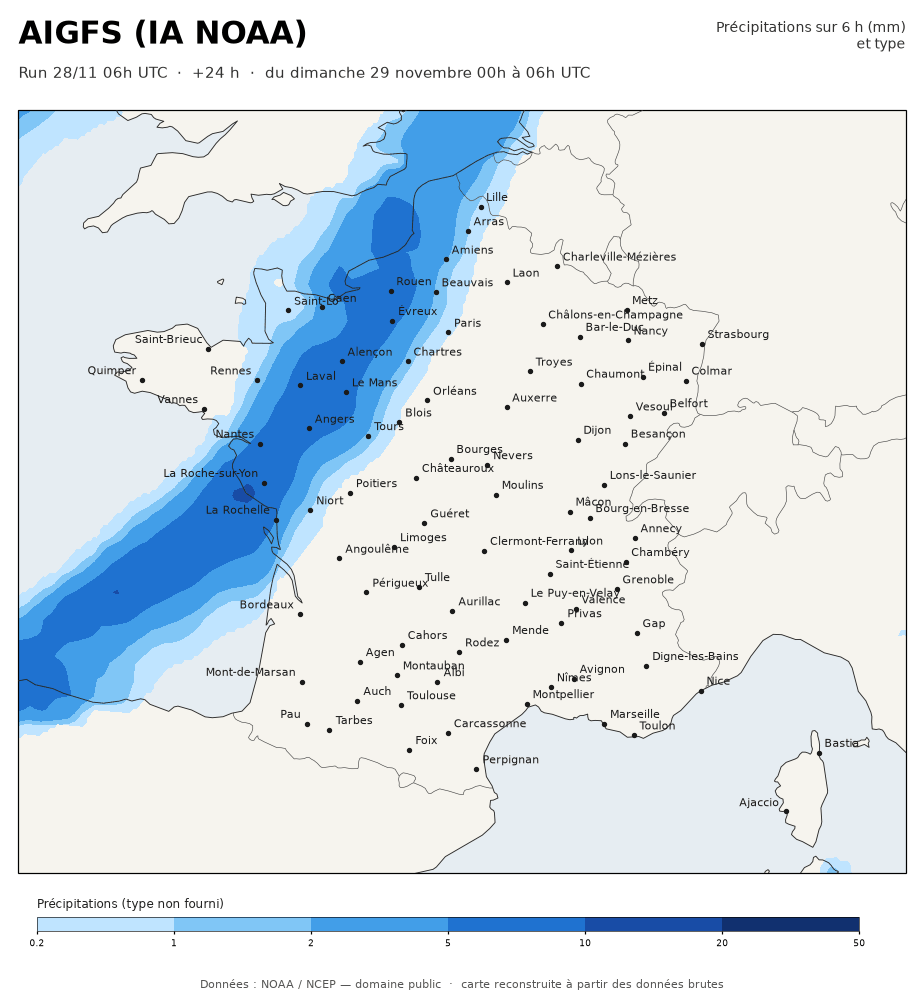 AIGFS (IA NOAA)
Précipitations sur 6 h (mm)
et type
Run 28/11 06h UTC · +24 h · du dimanche 29 novembre 00h à 06h UTC
Lille
Arras
Amiens
Charleville-Mézières
Laon
Rouen
Beauvais
Saint-Lô
Caen
Metz
Évreux
Châlons-en-Champagne
Paris
Bar-le-Duc
Nancy
Strasbourg
Saint-Brieuc
Alençon
Chartres
Troyes
Quimper
Rennes
Laval
Le Mans
Chaumont
Épinal
Colmar
Vannes
Orléans
Auxerre
Vesoul
Belfort
Blois
Angers
Tours
Nantes
Dijon
Besançon
Bourges
Nevers
La Roche-sur-Yon
Châteauroux
Poitiers
Moulins
Lons-le-Saunier
Niort
La Rochelle
Mâcon
Bourg-en-Bresse
Guéret
Annecy
Limoges
Angoulême
Clermont-Ferrand
Lyon
Chambéry
Saint-Étienne
Périgueux
Tulle
Grenoble
Bordeaux
Aurillac
Le Puy-en-Velay
Valence
Privas
Cahors
Rodez
Mende
Gap
Agen
Mont-de-Marsan
Montauban
Albi
Nîmes
Avignon
Digne-les-Bains
Auch
Toulouse
Montpellier
Nice
Pau
Tarbes
Carcassonne
Marseille
Toulon
Foix
Perpignan
Bastia
Ajaccio
Précipitations (type non fourni)
0.2 1 2 5 10 20 50
Données : NOAA / NCEP — domaine public · carte reconstruite à partir des données brutes